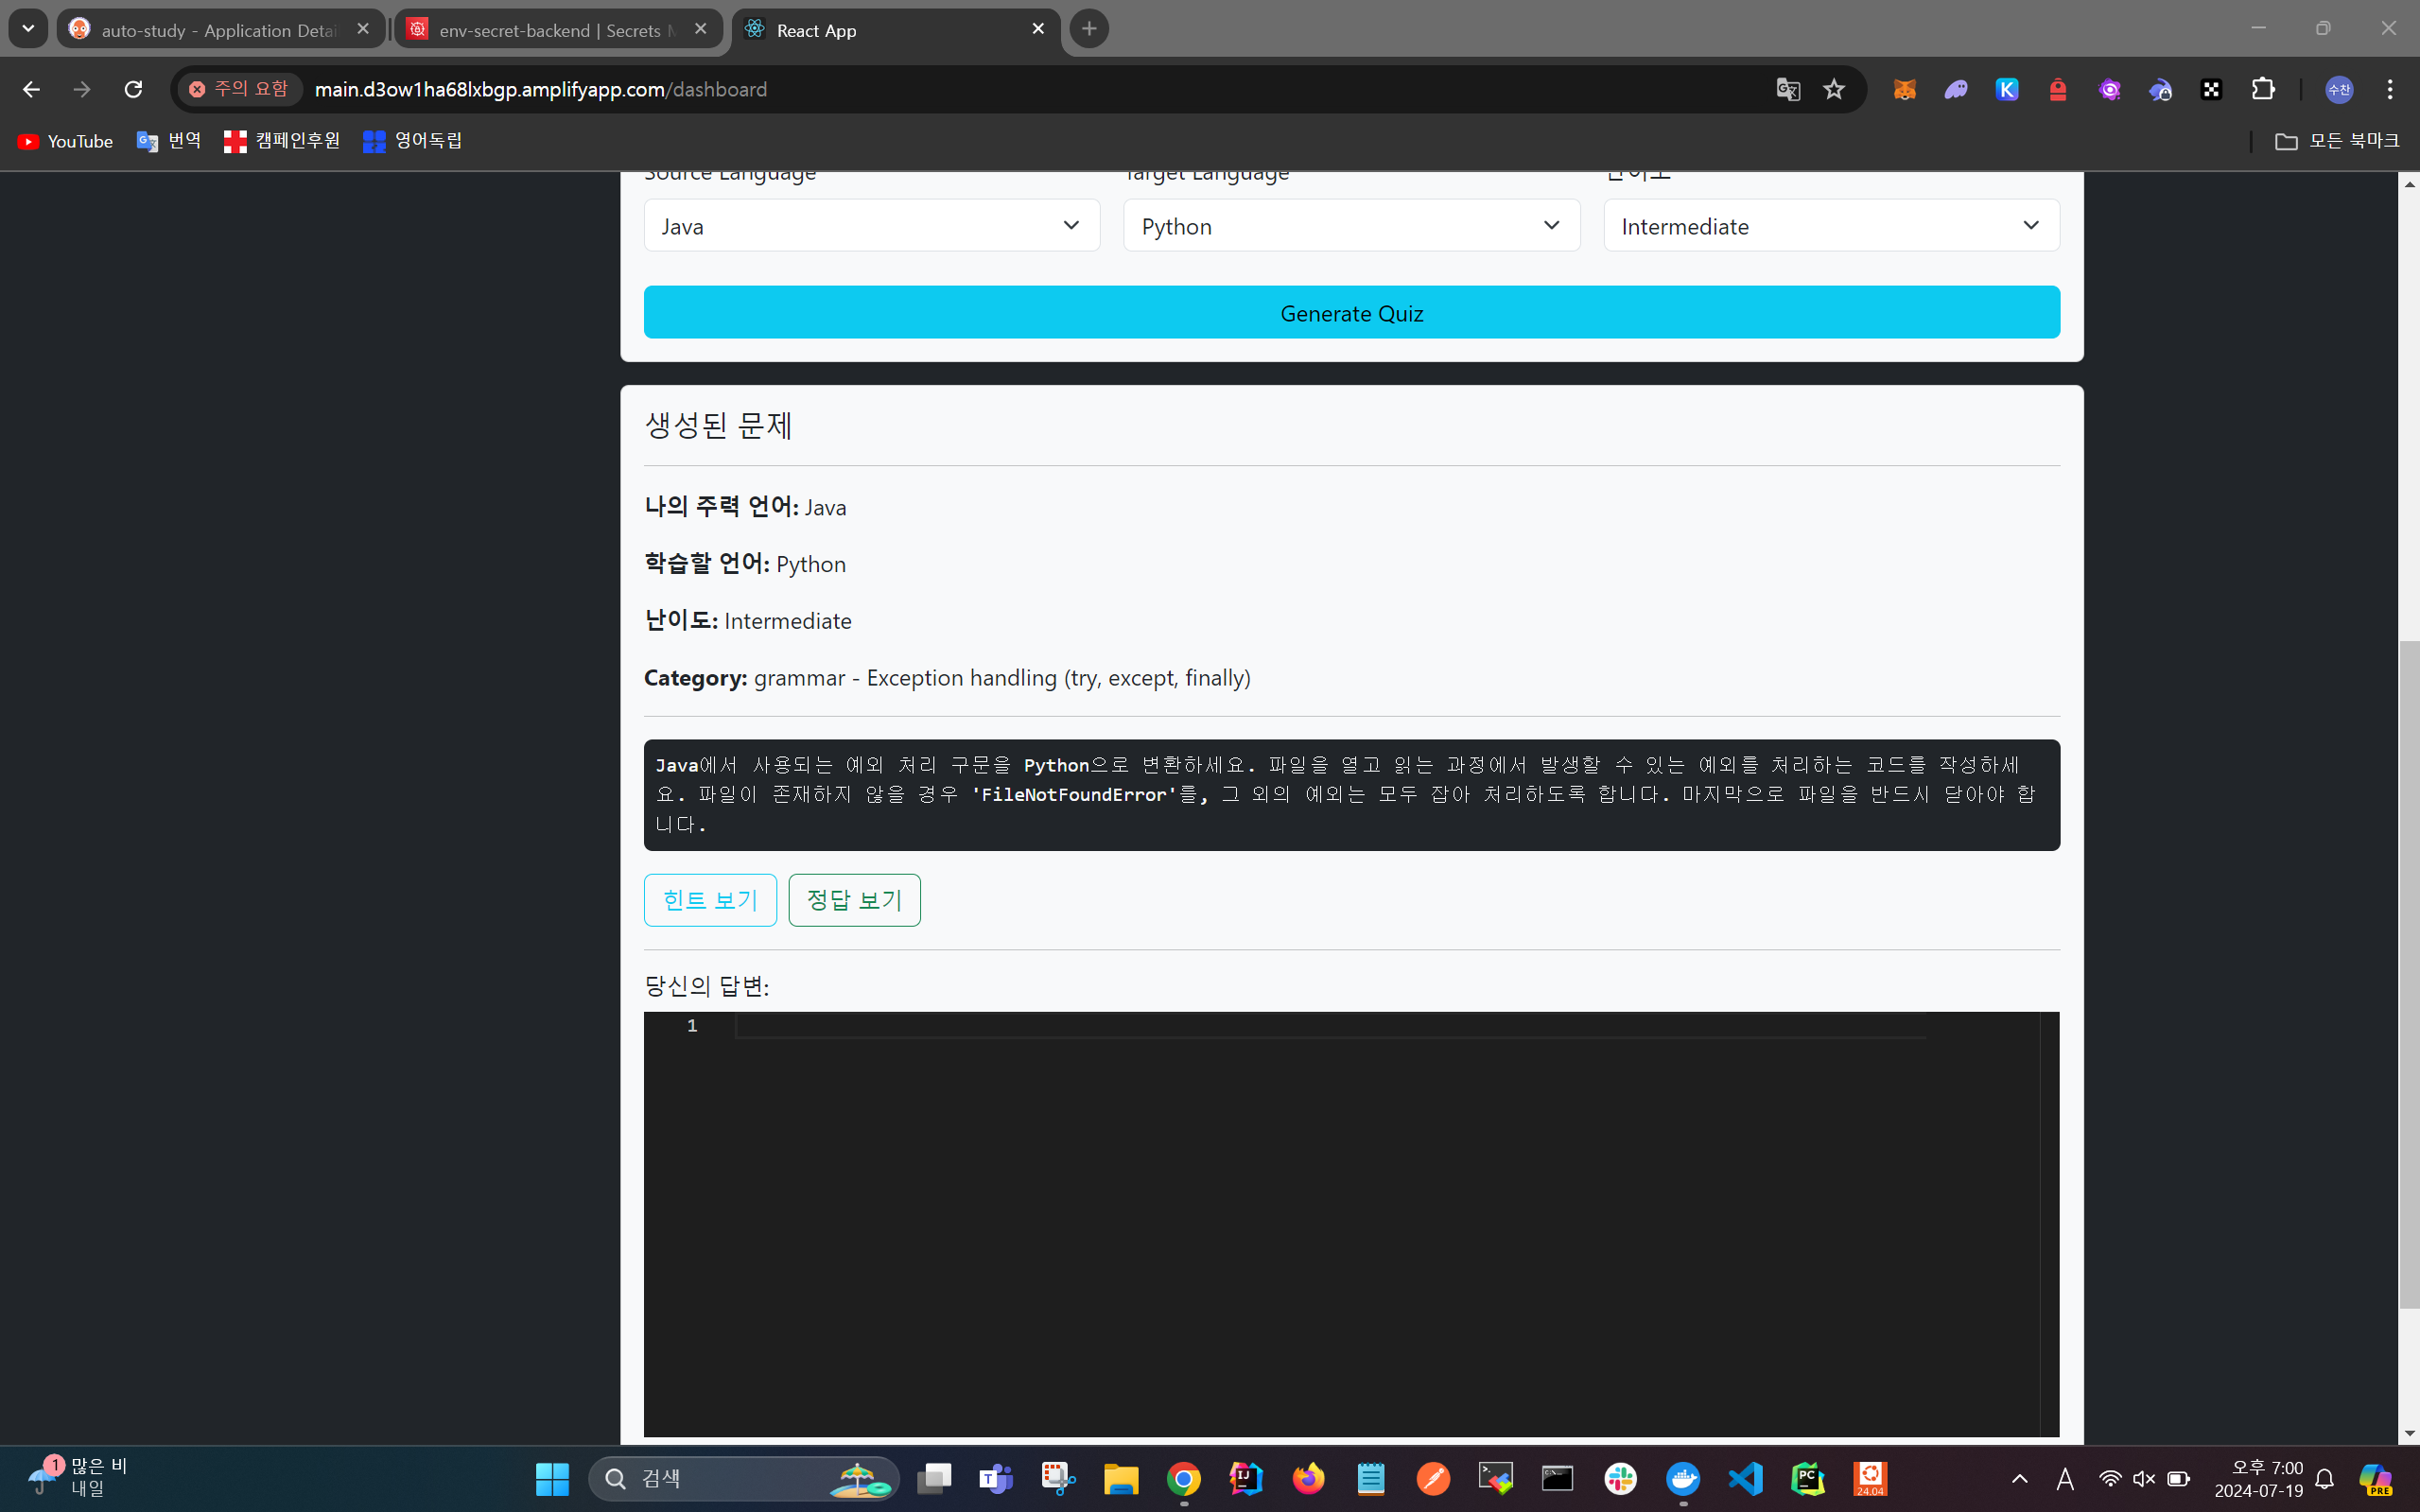 auto-study - Application Detai
env-secret-backend | Secrets M
React App
주의 요함
main.d3ow1ha68lxbgp.amplifyapp.com/dashboard
수찬
YouTube
번역
캠페인후원
영어독립
모든 북마크
Source Language
Target Language
난이도
Java
Python
Intermediate
Generate Quiz
생성된 문제
나의 주력 언어: Java
학습할 언어: Python
난이도: Intermediate
Category: grammar - Exception handling (try, except, finally)
Java에서 사용되는 예외 처리 구문을 Python으로 변환하세요. 파일을 열고 읽는 과정에서 발생할 수 있는 예외를 처리하는 코드를 작성하세
요. 파일이 존재하지 않을 경우 'FileNotFoundError'를, 그 외의 예외는 모두 잡아 처리하도록 합니다. 마지막으로 파일을 반드시 닫아야 합
니다.
힌트 보기
정답 보기
당신의 답변:
1
1
많은 비
내일
검색
24.04
A
오후 7:00
2024-07-19
PRE